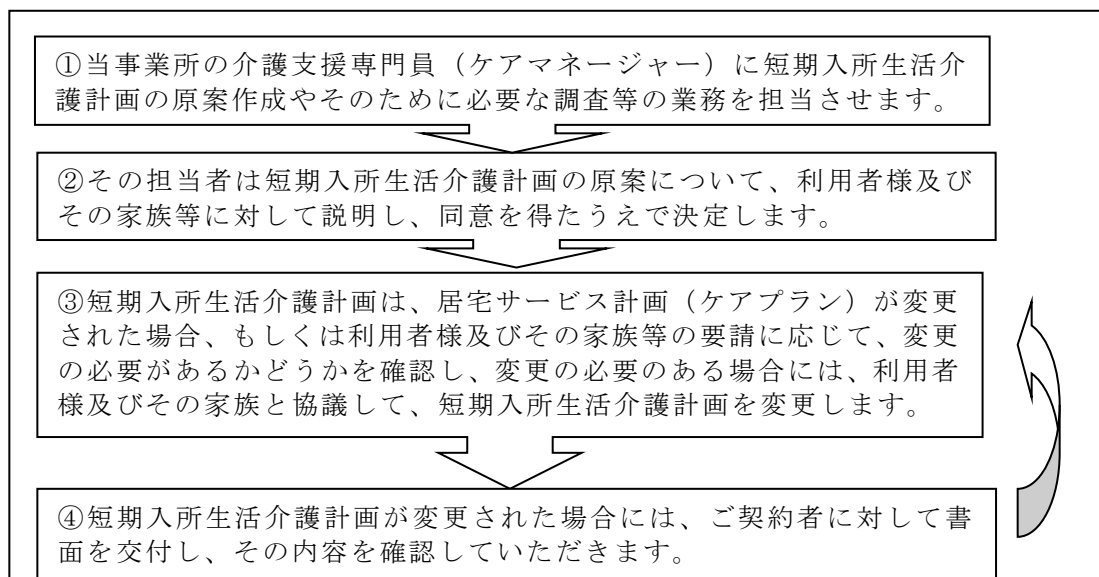 ①当事業所の介護支援専門員（ケアマネージャー）に短期入所生活介
護計画の原案作成やそのために必要な調査等の業務を担当させます。
②その担当者は短期入所生活介護計画の原案について、利用者様及び
その家族等に対して説明し、同意を得たうえで決定します。
③短期入所生活介護計画は、居宅サービス計画（ケアプラン）が変更
された場合、もしくは利用者様及びその家族等の要請に応じて、変更
の必要があるかどうかを確認し、変更の必要のある場合には、利用者
様及びその家族と協議して、短期入所生活介護計画を変更します。
④短期入所生活介護計画が変更された場合には、ご契約者に対して書
面を交付し、その内容を確認していただきます。